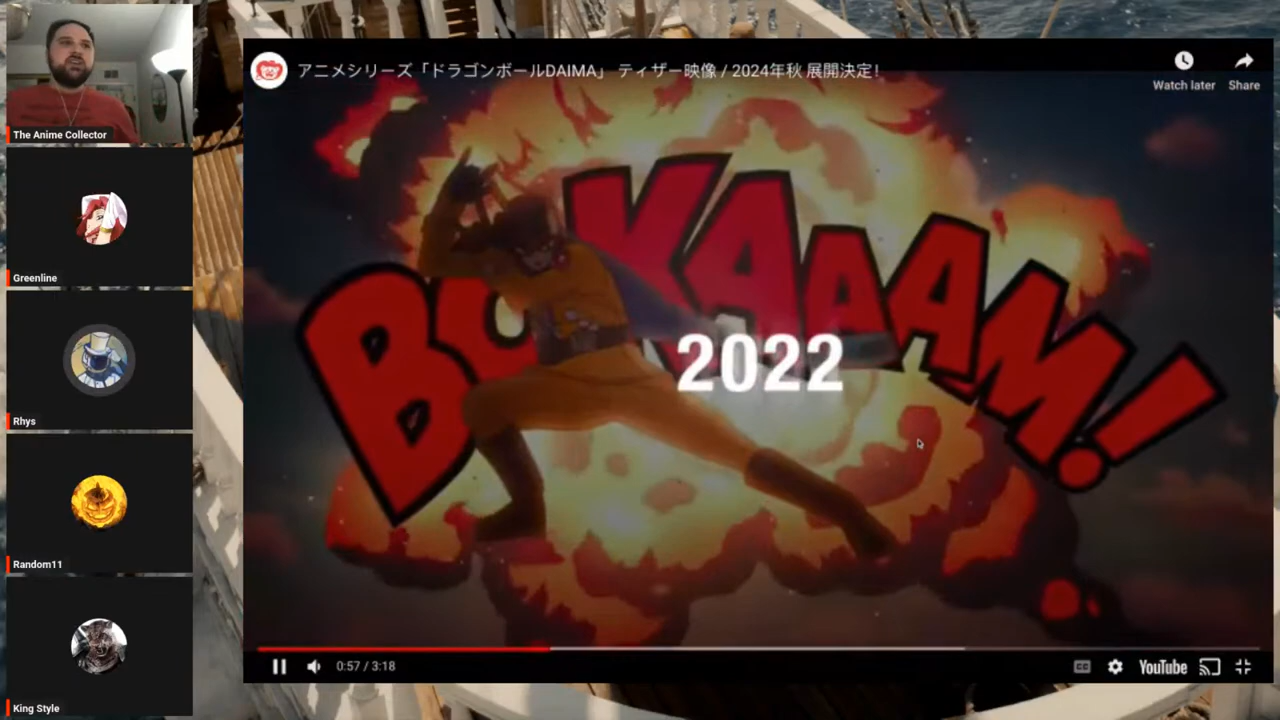 The Anime Collector
Greenline
Rhys
Random11
King Style
アニメシリーズ「ドラゴンボールDAIMA」 ティザー映像 / 2024年秋 展開決定!
Watch later
Share
BOKAAAM!
2022
0:57 / 3:18
CC
YouTube